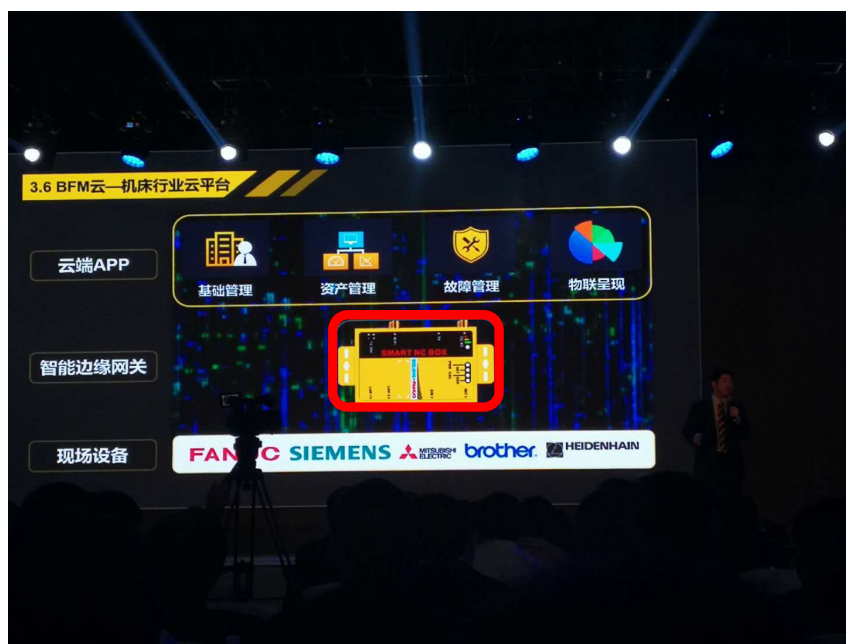 3.6 BFM云—机床行业云平台
云端APP
基础管理
资产管理
故障管理
物联呈现
智能边缘网关
SMART NC BOX
现场设备
SIEMENS
MITSUBISHI
ELECTRIC
brother
HEIDENHAIN